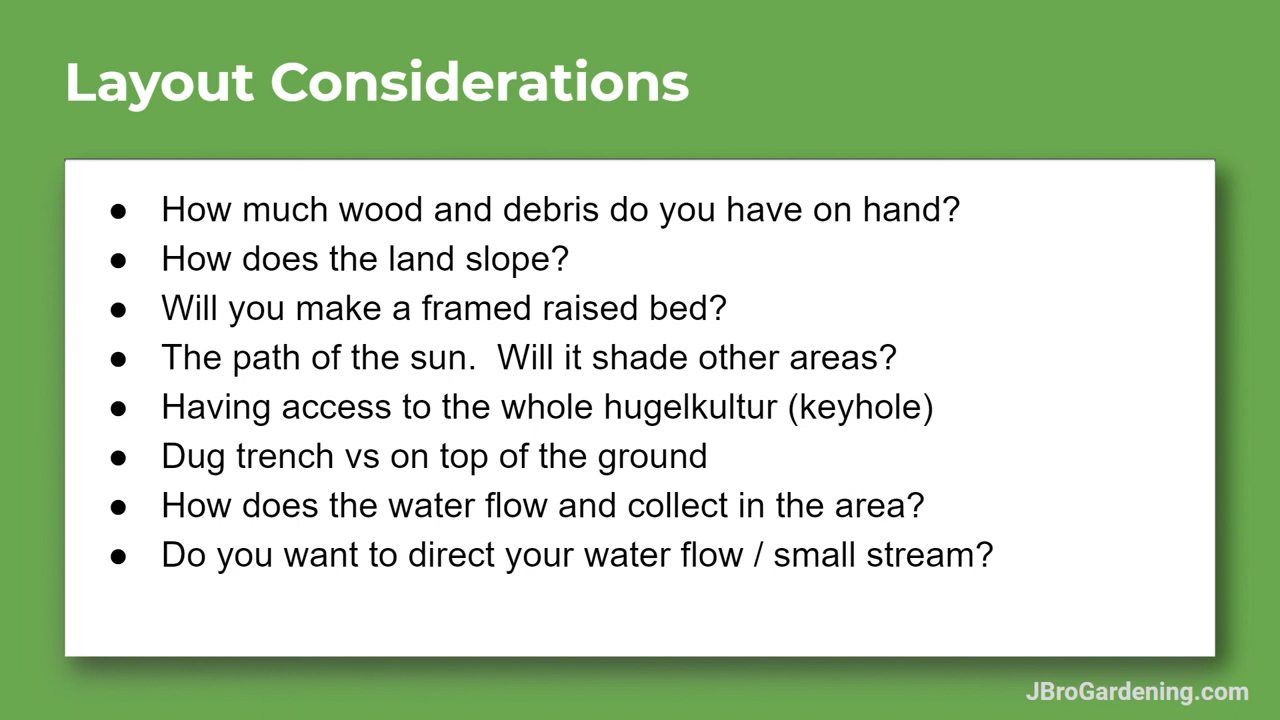 Layout Considerations
● How much wood and debris do you have on hand?
● How does the land slope?
● Will you make a framed raised bed?
● The path of the sun.  Will it shade other areas?
● Having access to the whole hugelkultur (keyhole)
● Dug trench vs on top of the ground
● How does the water flow and collect in the area?
● Do you want to direct your water flow / small stream?
JBroGardening.com